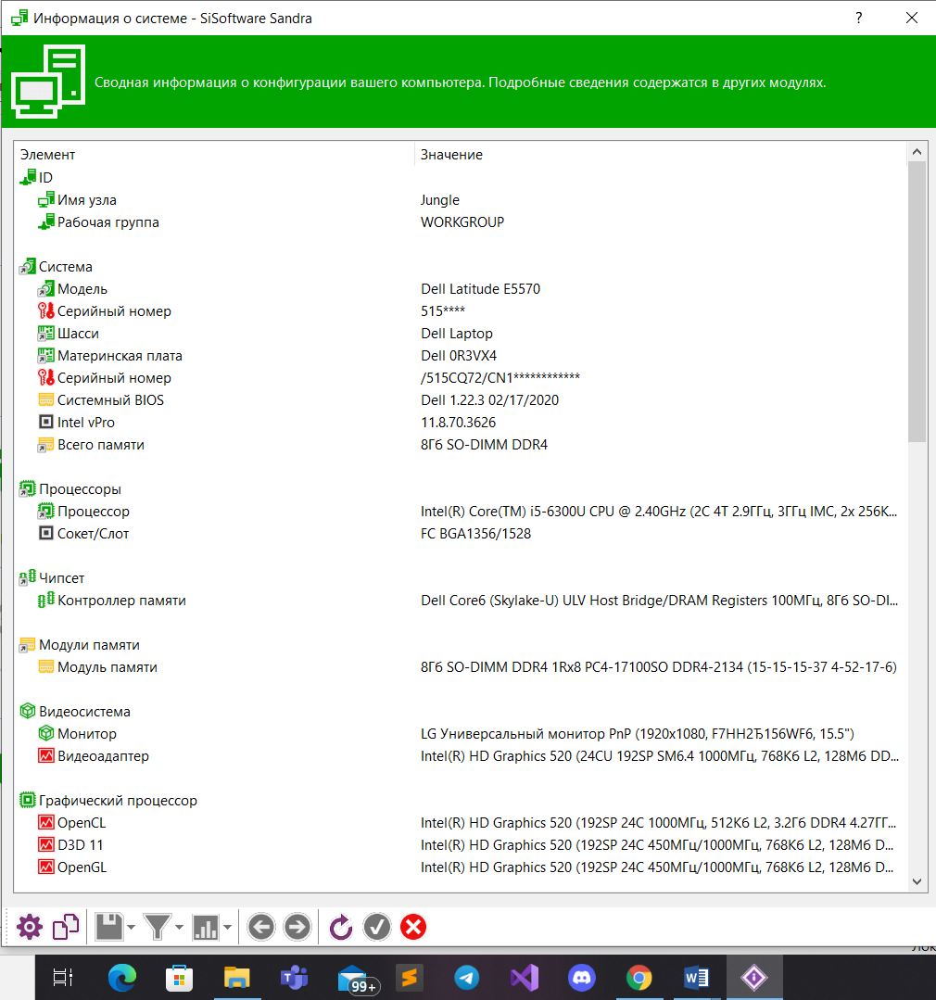 Информация о системе - SiSoftware Sandra
?
Сводная информация о конфигурации вашего компьютера. Подробные сведения содержатся в других модулях.
Элемент Значение
ID
Имя узла Jungle
Рабочая группа WORKGROUP
Система
Модель Dell Latitude E5570
Серийный номер 515****
Шасси Dell Laptop
Материнская плата Dell 0R3VX4
Серийный номер /515CQ72/CN1************
Системный BIOS Dell 1.22.3 02/17/2020
Intel vPro 11.8.70.3626
Всего памяти 8Гб SO-DIMM DDR4
Процессоры
Процессор Intel(R) Core(TM) i5-6300U CPU @ 2.40GHz (2C 4T 2.9ГГц, 3ГГц IMC, 2x 256К...
Сокет/Слот FC BGA1356/1528
Чипсет
Контроллер памяти Dell Core6 (Skylake-U) ULV Host Bridge/DRAM Registers 100МГц, 8Гб SO-DI...
Модули памяти
Модуль памяти 8Гб SO-DIMM DDR4 1Rx8 PC4-17100SO DDR4-2134 (15-15-15-37 4-52-17-6)
Видеосистема
Монитор LG Универсальный монитор PnP (1920x1080, F7HH2Ђ156WF6, 15.5")
Видеоадаптер Intel(R) HD Graphics 520 (24CU 192SP SM6.4 1000МГц, 768Кб L2, 128Мб DD...
Графический процессор
OpenCL Intel(R) HD Graphics 520 (192SP 24C 1000МГц, 512Кб L2, 3.2Гб DDR4 4.27ГГ...
D3D 11 Intel(R) HD Graphics 520 (192SP 24C 450МГц/1000МГц, 768Кб L2, 128Мб D...
OpenGL Intel(R) HD Graphics 520 (192SP 24C 450МГц/1000МГц, 768Кб L2, 128Мб D...
99+